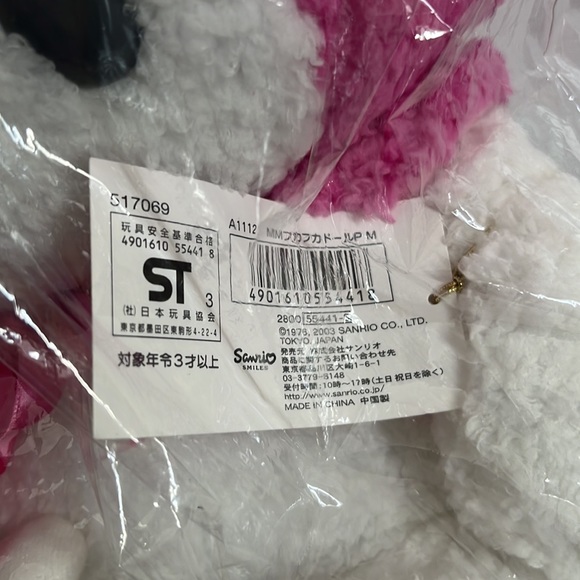 517069
玩具安全基準合格
4901610 55441 8
ST 3
(社)日本玩具協会
東京都墨田区東駒形4-22-4
対象年令3才以上
A1112 MMフカフカドールP M
4901610554418
2800 55441-
©1976, 2003 SANRIO CO., LTD.
TOKYO, JAPAN
発売元 株式会社サンリオ
商品に関するお問い合わせ先
東京都品川区大崎1-6-1
03-3779-8148
受付時間:10時〜17時(土日祝日を除く)
http://www.sanrio.co.jp/
MADE IN CHINA 中国製
Sanrio
SMILES